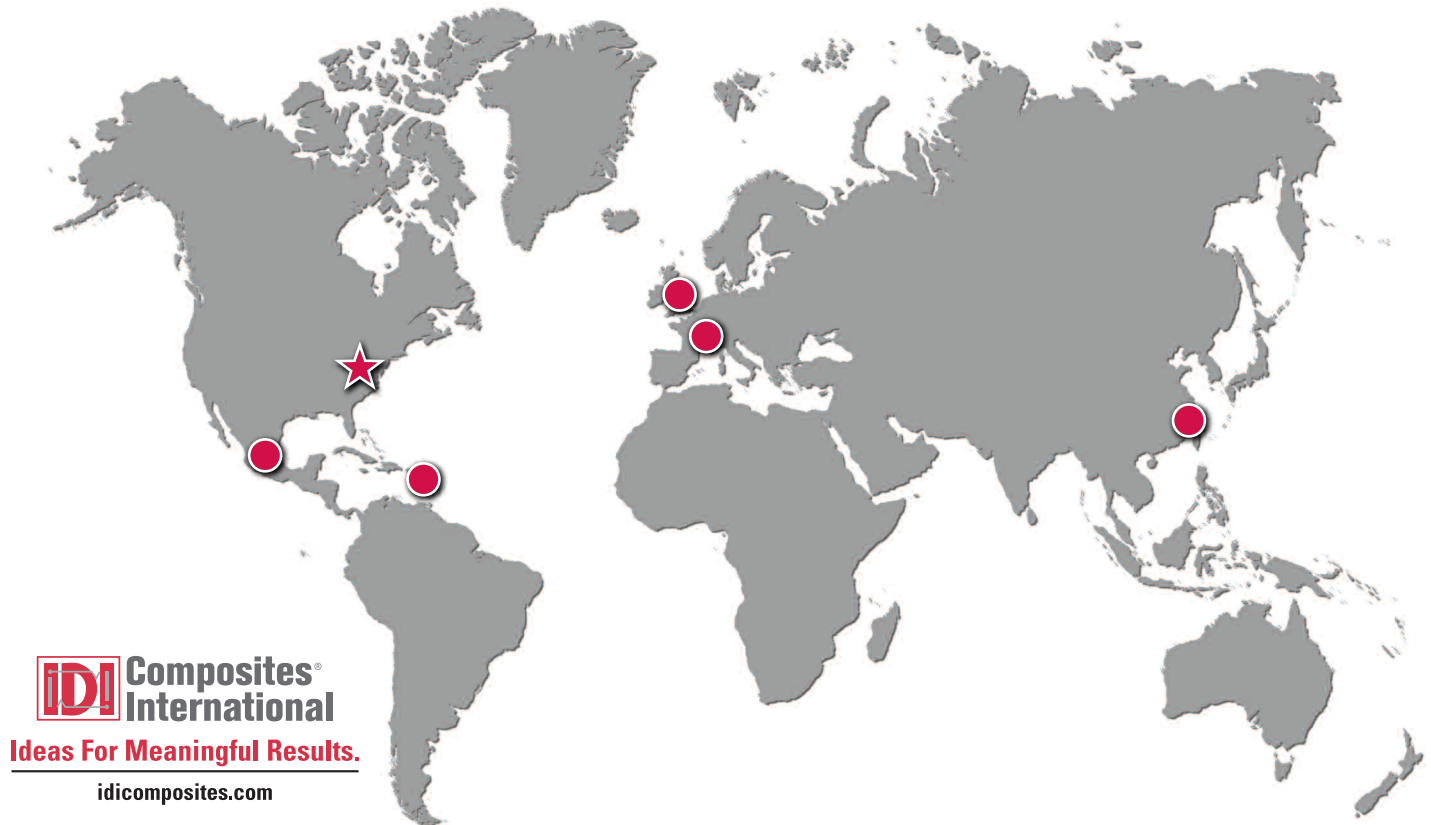 iDI Composites®
International
Ideas For Meaningful Results.
idicomposites.com